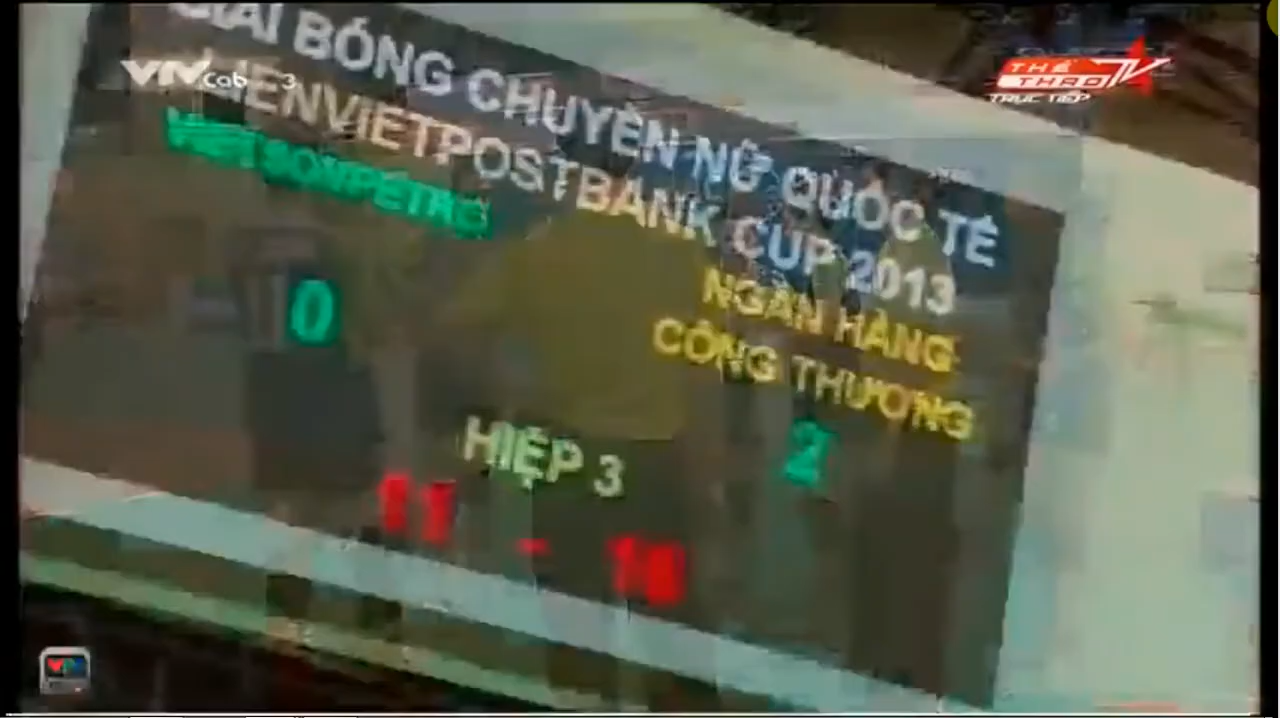 GIẢI BÓNG CHUYỀN NỮ QUỐC TẾ
LIENVIETPOSTBANK CUP 2013
VIETSOVPETRO
NGÂN HÀNG
CÔNG THƯƠNG
0
2
HIỆP 3
11 - 16
VTVCab 3
THỂ
THAO TV
TRỰC TIẾP